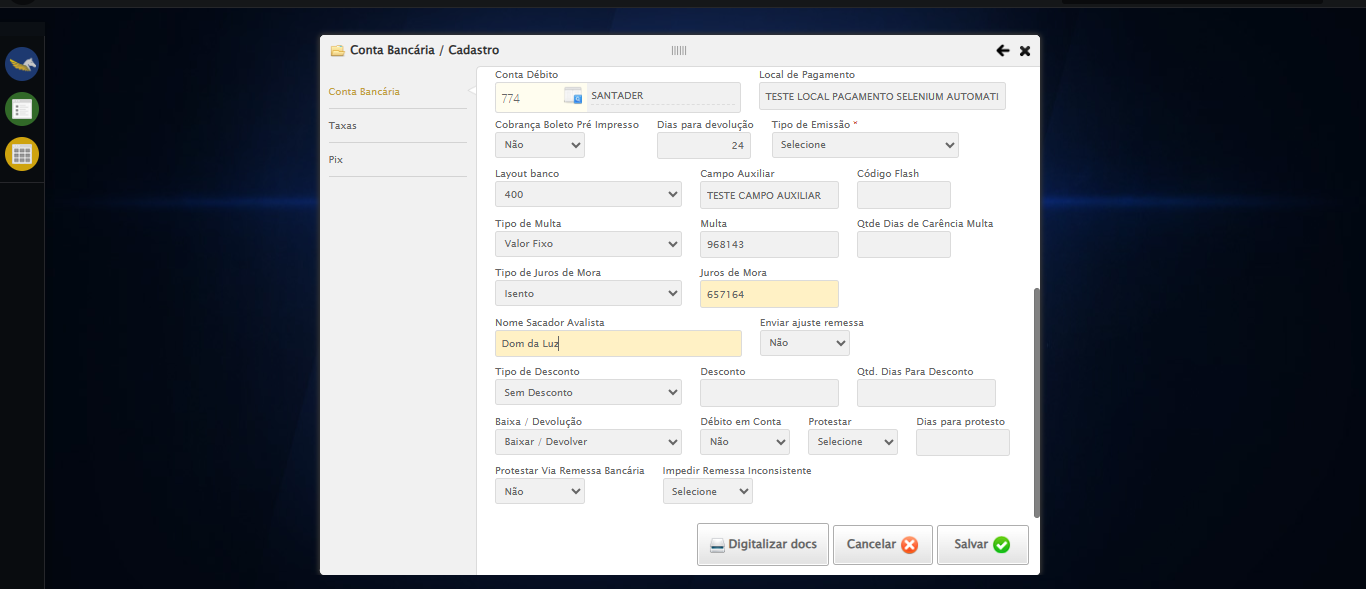 Conta Bancária / Cadastro
Conta Bancária
Taxas
Pix
Conta Débito Local de Pagamento
774 SANTADER TESTE LOCAL PAGAMENTO SELENIUM AUTOMATI
Cobrança Boleto Pré Impresso Dias para devolução Tipo de Emissão *
Não 24 Selecione
Layout banco Campo Auxiliar Código Flash
400 TESTE CAMPO AUXILIAR
Tipo de Multa Multa Qtde Dias de Carência Multa
Valor Fixo 968143
Tipo de Juros de Mora Juros de Mora
Isento 657164
Nome Sacador Avalista Enviar ajuste remessa
Dom da Luz Não
Tipo de Desconto Desconto Qtd. Dias Para Desconto
Sem Desconto
Baixa / Devolução Débito em Conta Protestar Dias para protesto
Baixar / Devolver Não Selecione
Protestar Via Remessa Bancária Impedir Remessa Inconsistente
Não Selecione
Digitalizar docs Cancelar Salvar